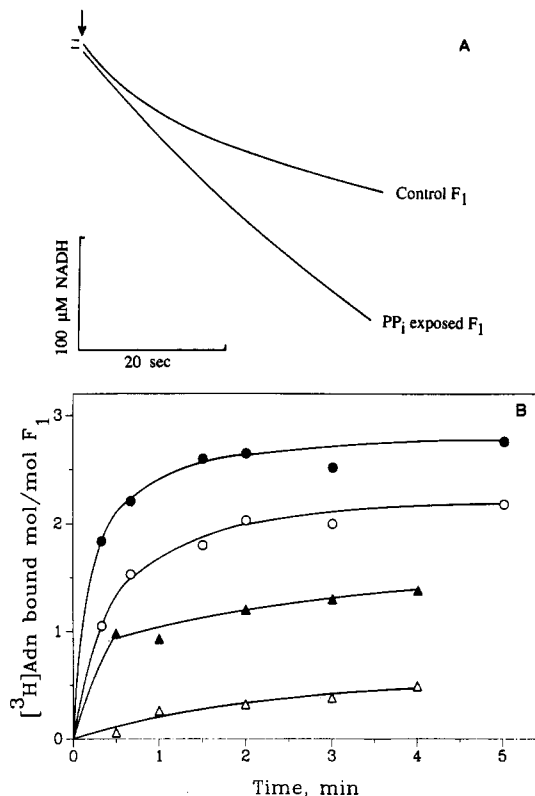 A
Control F1
PPi exposed F1
100 μM NADH
20 sec
B
3
2
1
0
[3H]Adn bound mol/mol F1
0 1 2 3 4 5
Time, min